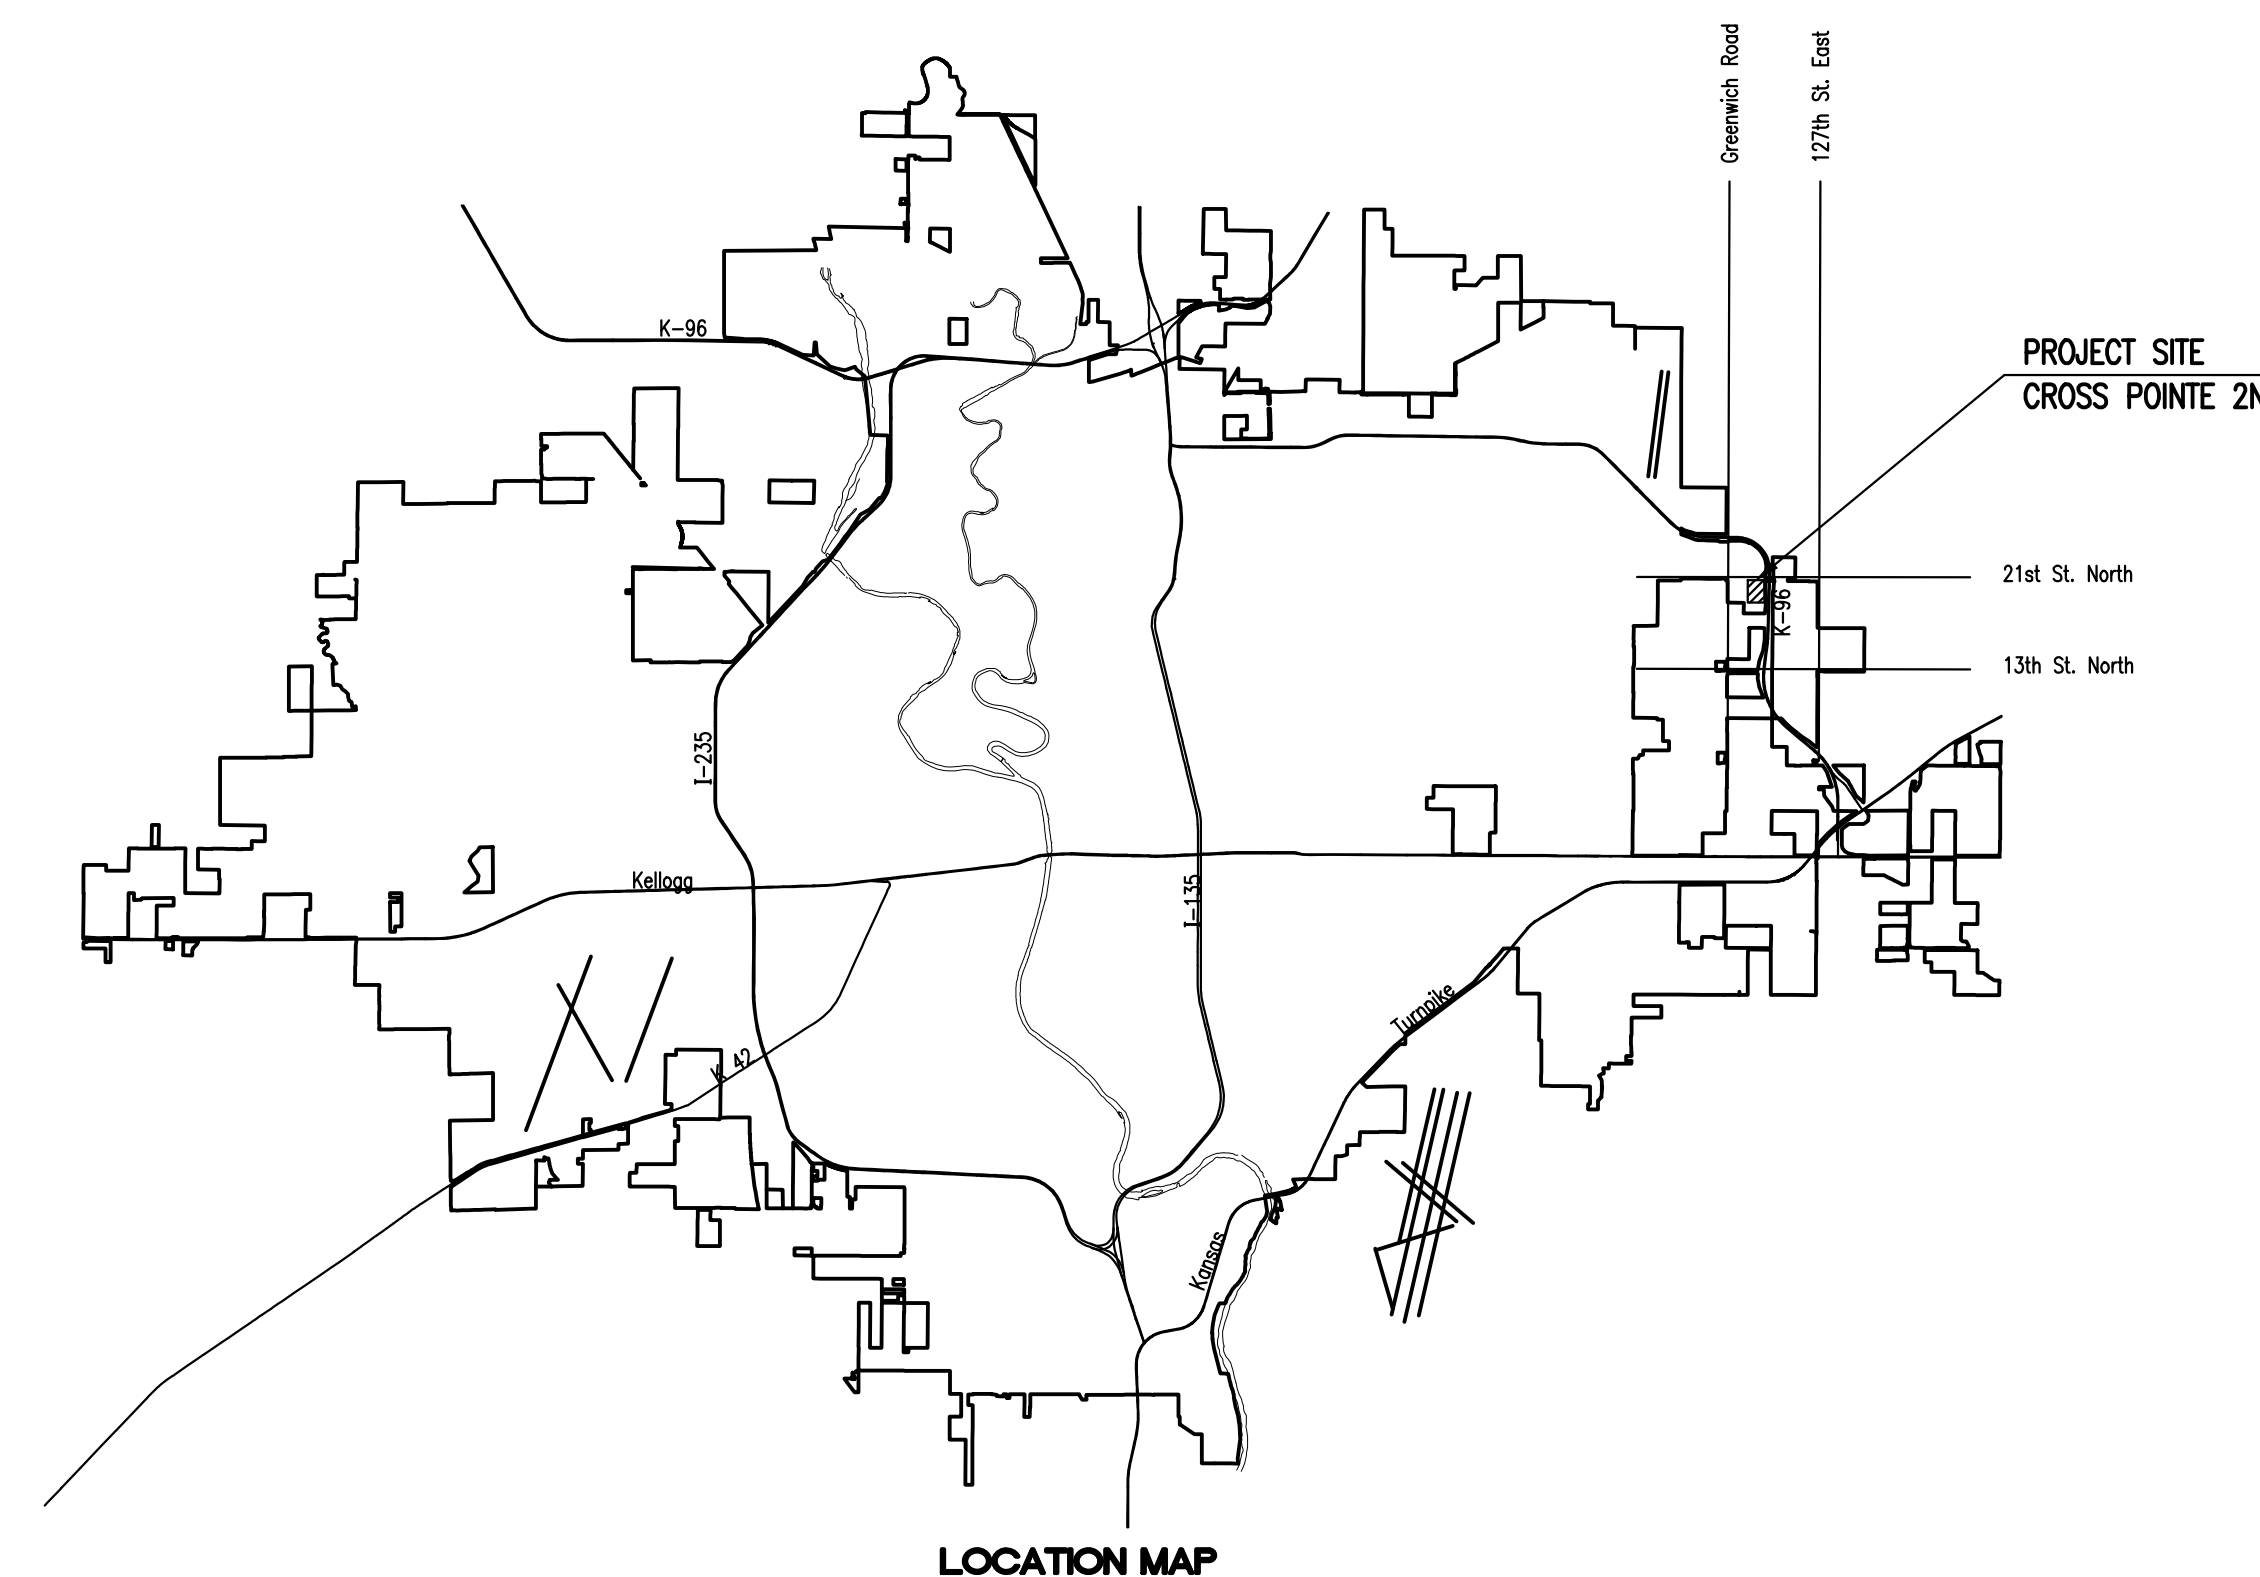 Greenwich Road
127th St. East
K-96
PROJECT SITE
CROSS POINTE 2N
21st St. North
K-96
13th St. North
I-235
Kellogg
I-135
Turnpike
K 42
Kansas
LOCATION MAP